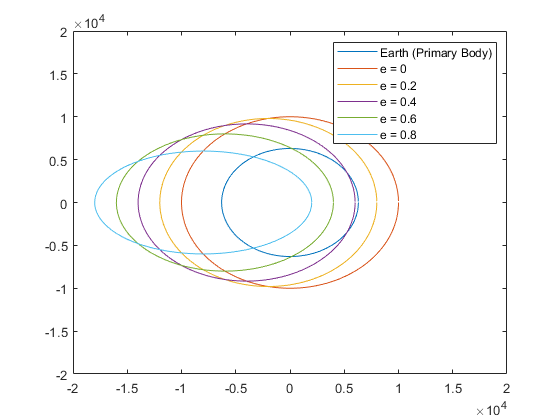 ×10⁴
2
1.5
1
0.5
0
-0.5
-1
-1.5
-2
Earth (Primary Body)
e = 0
e = 0.2
e = 0.4
e = 0.6
e = 0.8
-2 -1.5 -1 -0.5 0 0.5 1 1.5 2
×10⁴